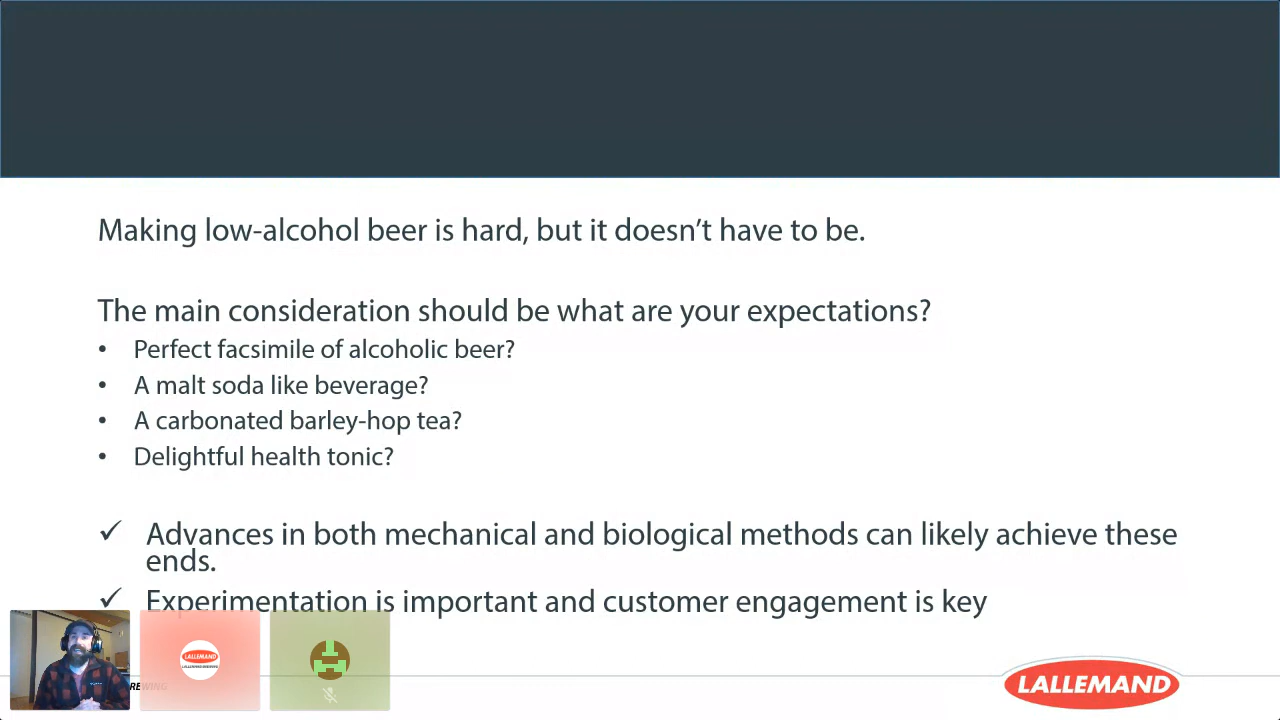 Making low-alcohol beer is hard, but it doesn't have to be.
The main consideration should be what are your expectations?
• Perfect facsimile of alcoholic beer?
• A malt soda like beverage?
• A carbonated barley-hop tea?
• Delightful health tonic?
✓ Advances in both mechanical and biological methods can likely achieve these
ends.
✓ Experimentation is important and customer engagement is key
LALLEMAND
REWING
LALLEMAND